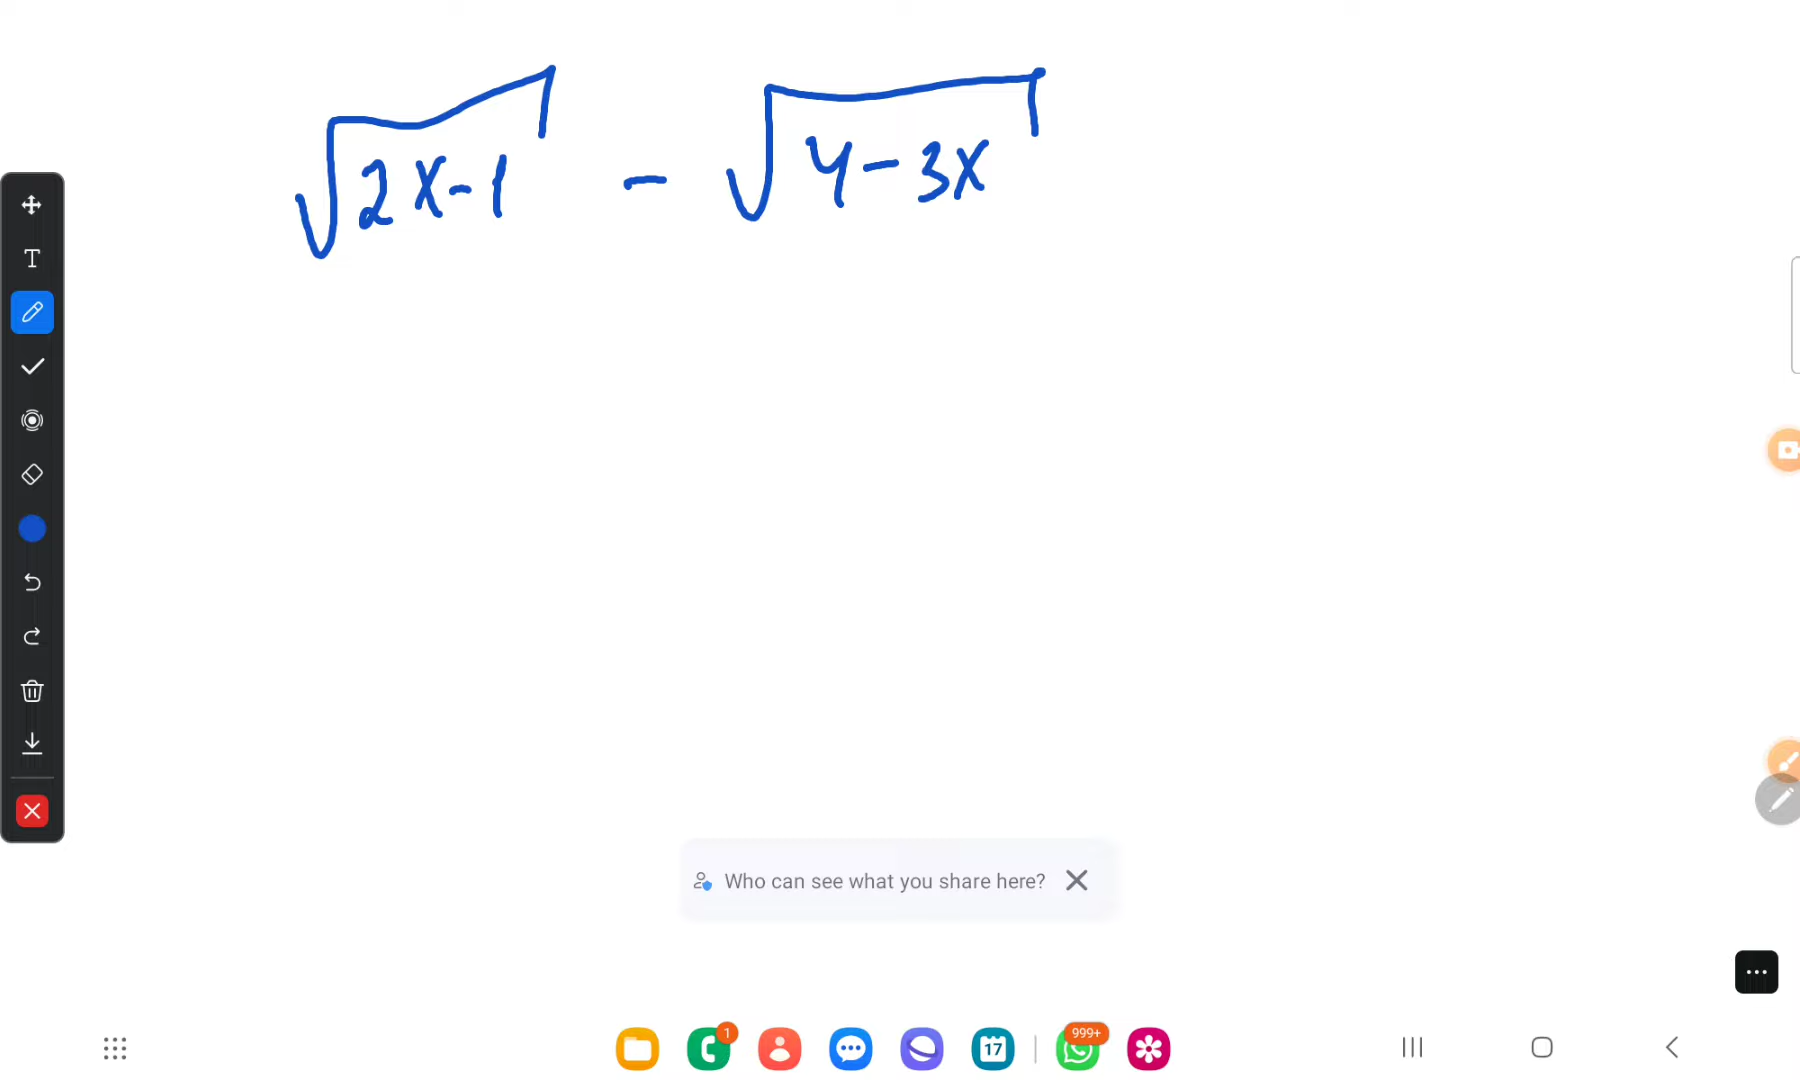 √2x-1 - √4-3x
T
Who can see what you share here?
1
17
999+